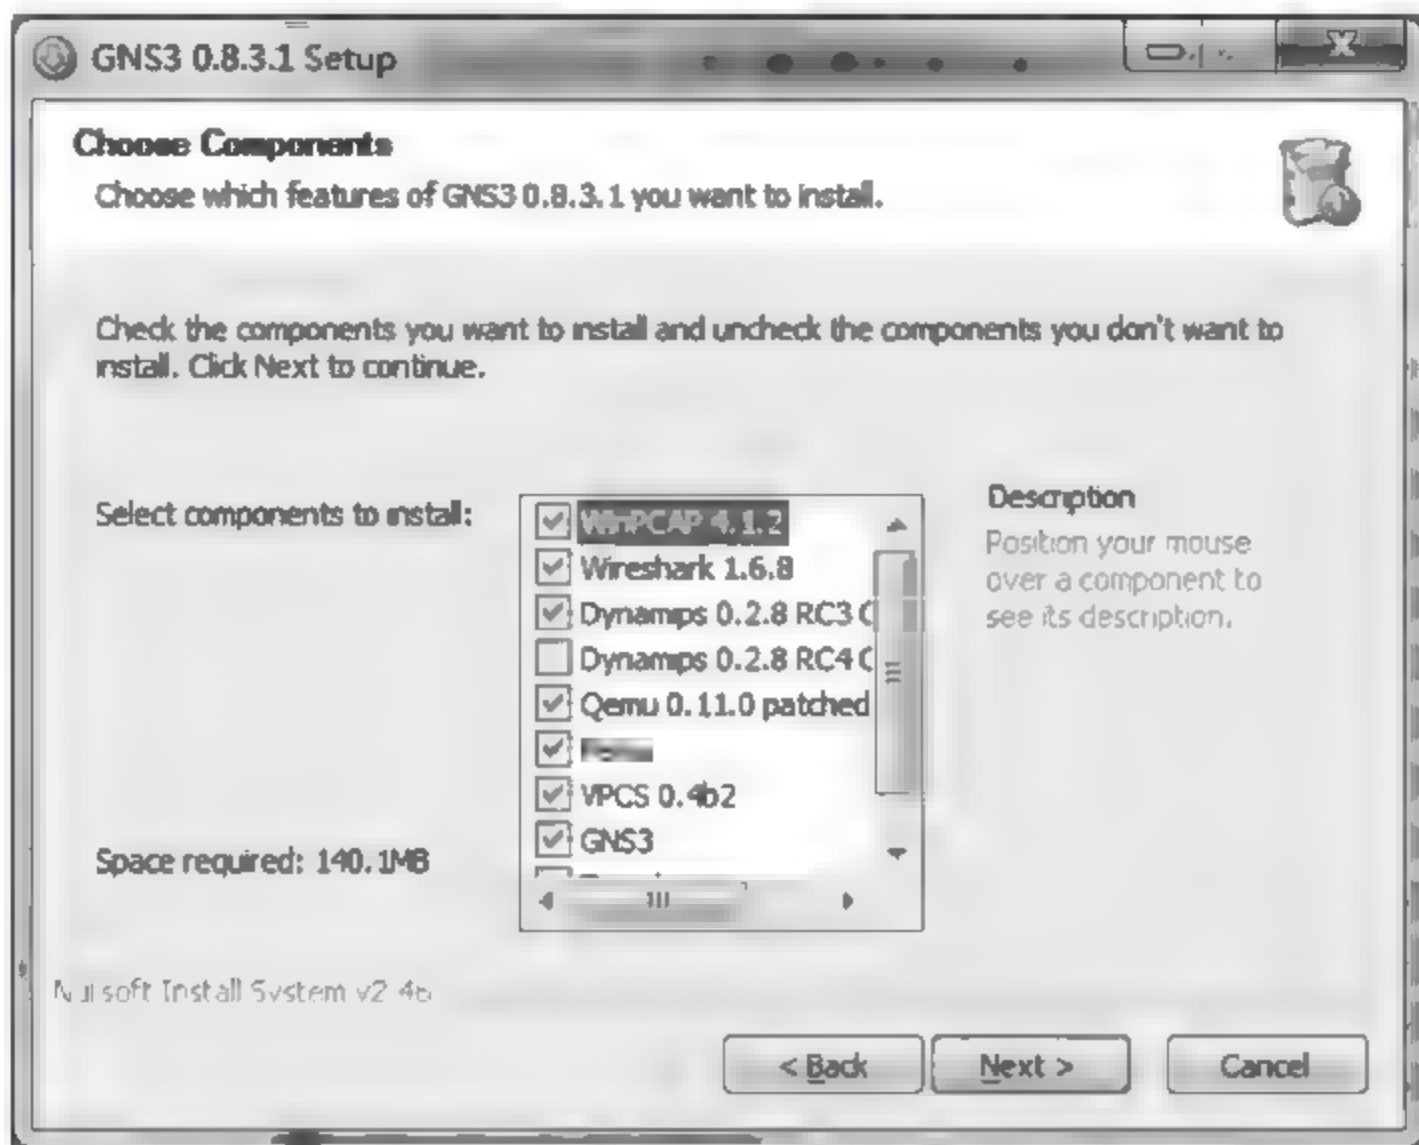 GNS3 0.8.3.1 Setup
Choose Components
Choose which features of GNS3 0.8.3.1 you want to install.
Check the components you want to install and uncheck the components you don't want to
install. Click Next to continue.
Select components to install:
WinPCAP 4.1.2
Wireshark 1.6.8
Dynamips 0.2.8 RC3 C
Dynamips 0.2.8 RC4 C
Qemu 0.11.0 patched
VPCS 0.4b2
GNS3
Description
Position your mouse
over a component to
see its description.
Space required: 140.1MB
Nullsoft Install System v2.46
< Back
Next >
Cancel